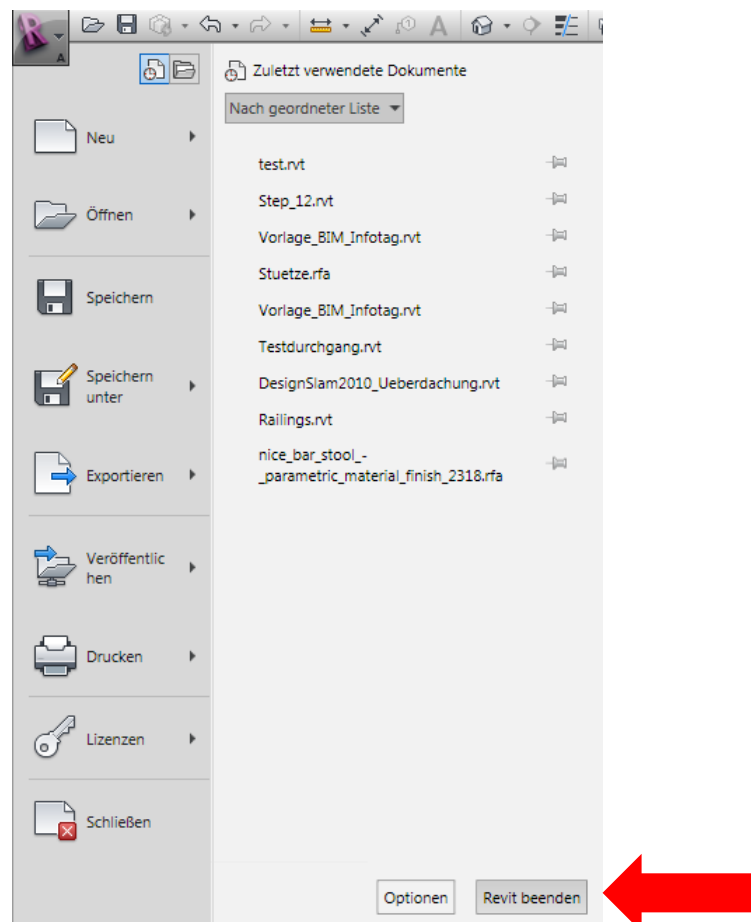 A
A
Zuletzt verwendete Dokumente
Nach geordneter Liste
Neu
Öffnen
Speichern
Speichern
unter
Exportieren
Veröffentlic
hen
Drucken
Lizenzen
Schließen
test.rvt
Step_12.rvt
Vorlage_BIM_Infotag.rvt
Stuetze.rfa
Vorlage_BIM_Infotag.rvt
Testdurchgang.rvt
DesignSlam2010_Ueberdachung.rvt
Railings.rvt
nice_bar_stool_-
_parametric_material_finish_2318.rfa
Optionen
Revit beenden